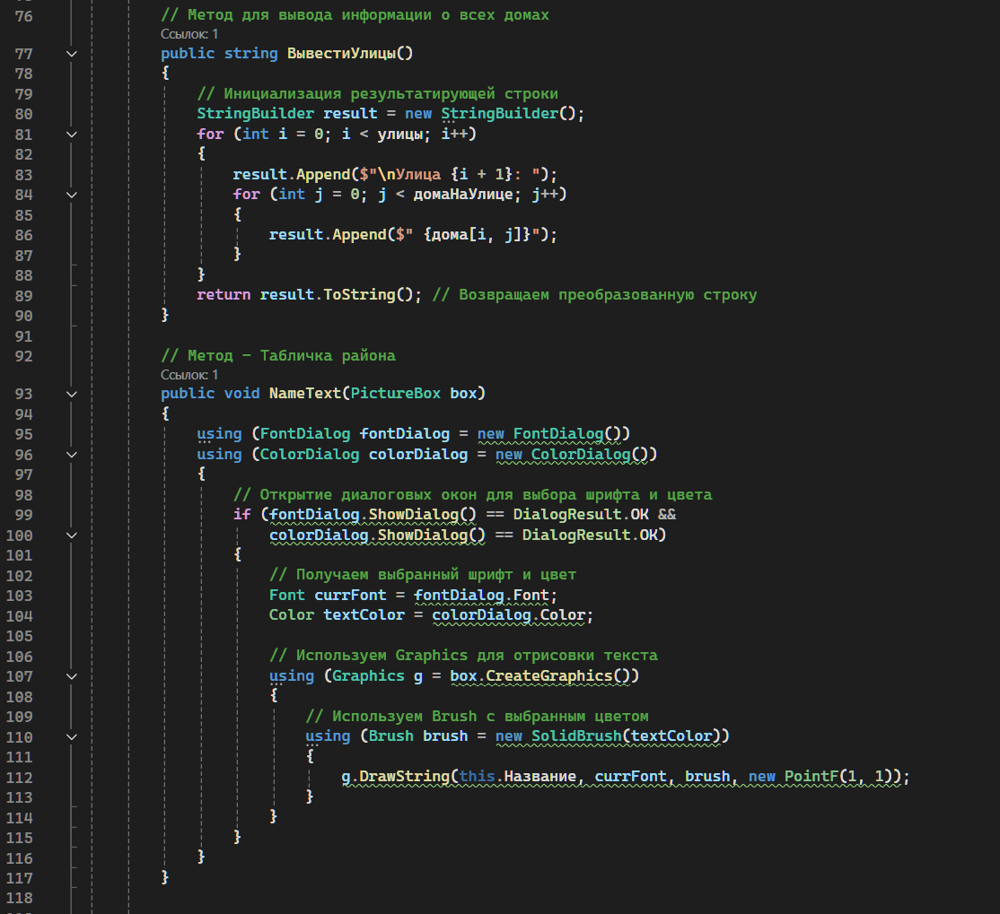 76 // Метод для вывода информации о всех домах
Ссылок: 1
77 public string ВывестиУлицы()
78 {
79 // Инициализация результатирующей строки
80 StringBuilder result = new StringBuilder();
81 for (int i = 0; i < улицы; i++)
82 {
83 result.Append($"\nУлица {i + 1}: ");
84 for (int j = 0; j < домаНаУлице; j++)
85 {
86 result.Append($" {дома[i, j]}");
87 }
88 }
89 return result.ToString(); // Возвращаем преобразованную строку
90 }
91
92 // Метод - Табличка района
Ссылок: 1
93 public void NameText(PictureBox box)
94 {
95 using (FontDialog fontDialog = new FontDialog())
96 using (ColorDialog colorDialog = new ColorDialog())
97 {
98 // Открытие диалоговых окон для выбора шрифта и цвета
99 if (fontDialog.ShowDialog() == DialogResult.OK &&
100 colorDialog.ShowDialog() == DialogResult.OK)
101 {
102 // Получаем выбранный шрифт и цвет
103 Font currFont = fontDialog.Font;
104 Color textColor = colorDialog.Color;
105
106 // Используем Graphics для отрисовки текста
107 using (Graphics g = box.CreateGraphics())
108 {
109 // Используем Brush с выбранным цветом
110 using (Brush brush = new SolidBrush(textColor))
111 {
112 g.DrawString(this.Название, currFont, brush, new PointF(1, 1));
113 }
114 }
115 }
116 }
117 }
118